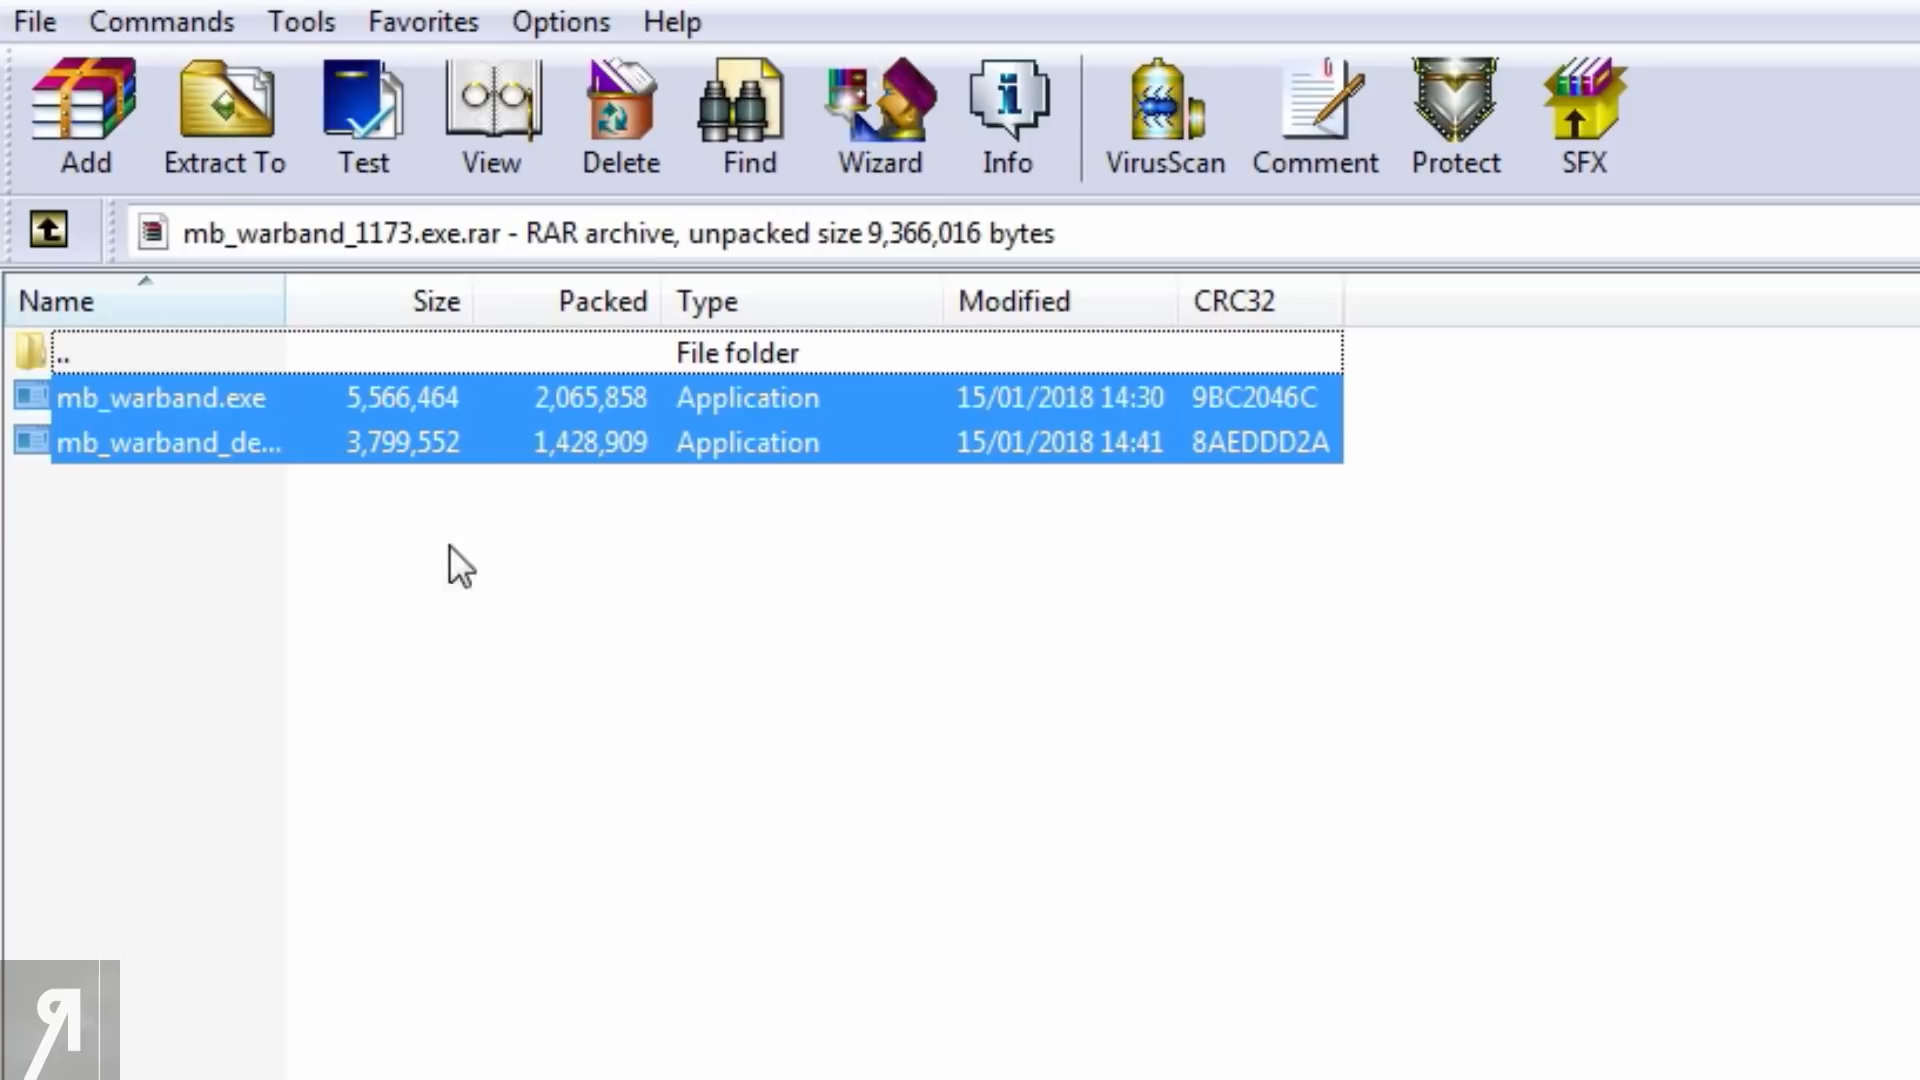 File Commands Tools Favorites Options Help
Add Extract To Test View Delete Find Wizard Info VirusScan Comment Protect SFX
mb_warband_1173.exe.rar - RAR archive, unpacked size 9,366,016 bytes
Name Size Packed Type Modified CRC32
.. File folder
mb_warband.exe 5,566,464 2,065,858 Application 15/01/2018 14:30 9BC2046C
mb_warband_de... 3,799,552 1,428,909 Application 15/01/2018 14:41 8AEDDD2A